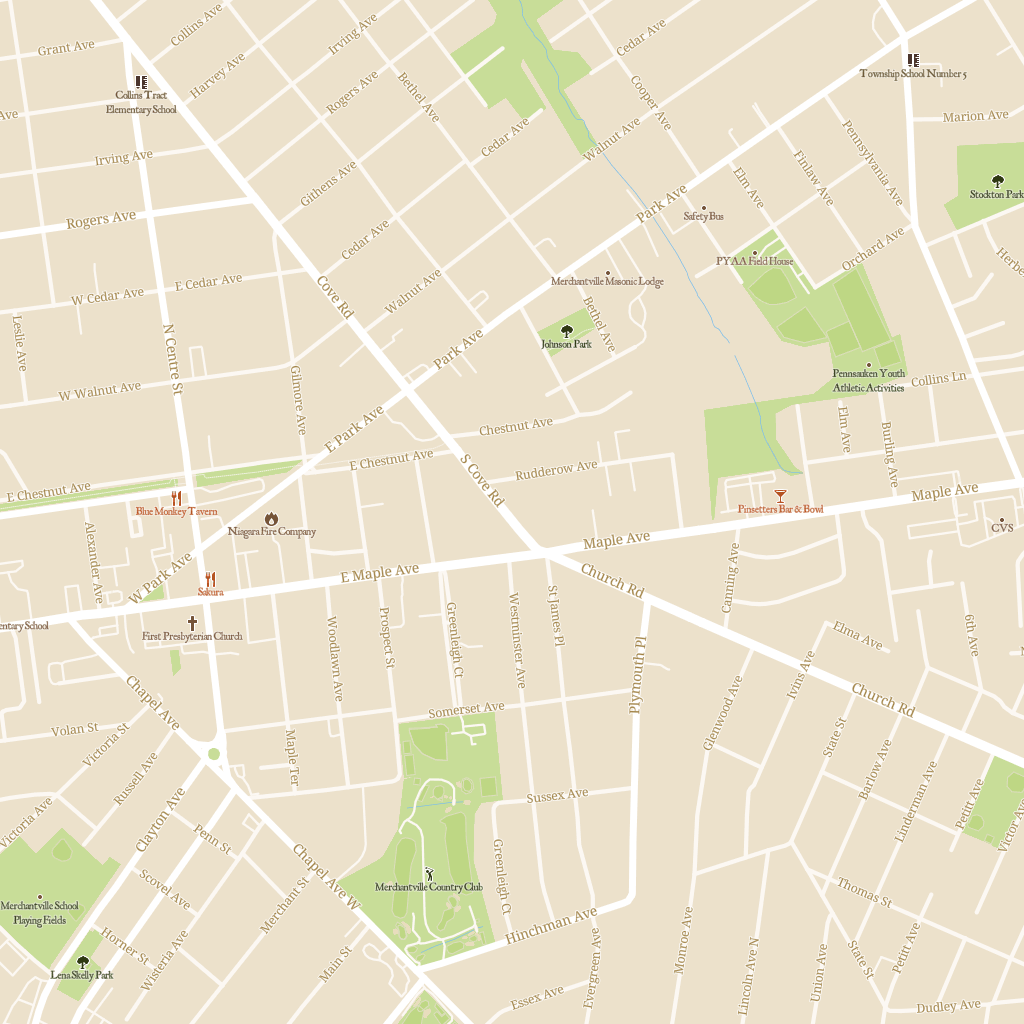 Collins Ave
Irving Ave
Cedar Ave
Grant Ave
Harvey Ave
Township School Number 5
Collins Tract
Elementary School
Rogers Ave
Bethel Ave
Cooper Ave
Ave
Marion Ave
Cedar Ave
Walnut Ave
Pennsylvania Ave
Irving Ave
Finlaw Ave
Githens Ave
Elm Ave
Stockton Park
Rogers Ave
Park Ave
Safety Bus
Cedar Ave
Orchard Ave
PYAA Field House
Herbe
E Cedar Ave
W Cedar Ave
Cove Rd
Walnut Ave
Merchantville Masonic Lodge
Bethel Ave
Leslie Ave
N Centre St
Park Ave
Johnson Park
Gilmore Ave
Pennsauken Youth
Athletic Activities
Collins Ln
W Walnut Ave
E Park Ave
Chestnut Ave
Elm Ave
Burling Ave
E Chestnut Ave
S Cove Rd
Rudderow Ave
E Chestnut Ave
Maple Ave
Blue Monkey Tavern
Pinsetters Bar & Bowl
Niagara Fire Company
CVS
Alexander Ave
Maple Ave
W Park Ave
E Maple Ave
Canning Ave
Sakura
Church Rd
entary School
First Presbyterian Church
Woodlawn Ave
Prospect St
Greenleigh Ct
Westminster Ave
St James Pl
Elma Ave
6th Ave
N
Plymouth Pl
Ivins Ave
Chapel Ave
Somerset Ave
Glenwood Ave
Church Rd
Volan St
Victoria St
State St
Maple Ter
Russell Ave
Barlow Ave
Linderman Ave
Sussex Ave
Petitt Ave
Victoria Ave
Clayton Ave
Victor Ave
Penn St
Chapel Ave W
Greenleigh Ct
Merchantville Country Club
Scovel Ave
Merchant St
Thomas St
Merchantville School
Playing Fields
Hinchman Ave
Horner St
Wisteria Ave
Monroe Ave
Petitt Ave
Lena Skelly Park
Main St
Evergreen Ave
Lincoln Ave N
Union Ave
State St
Essex Ave
Dudley Ave